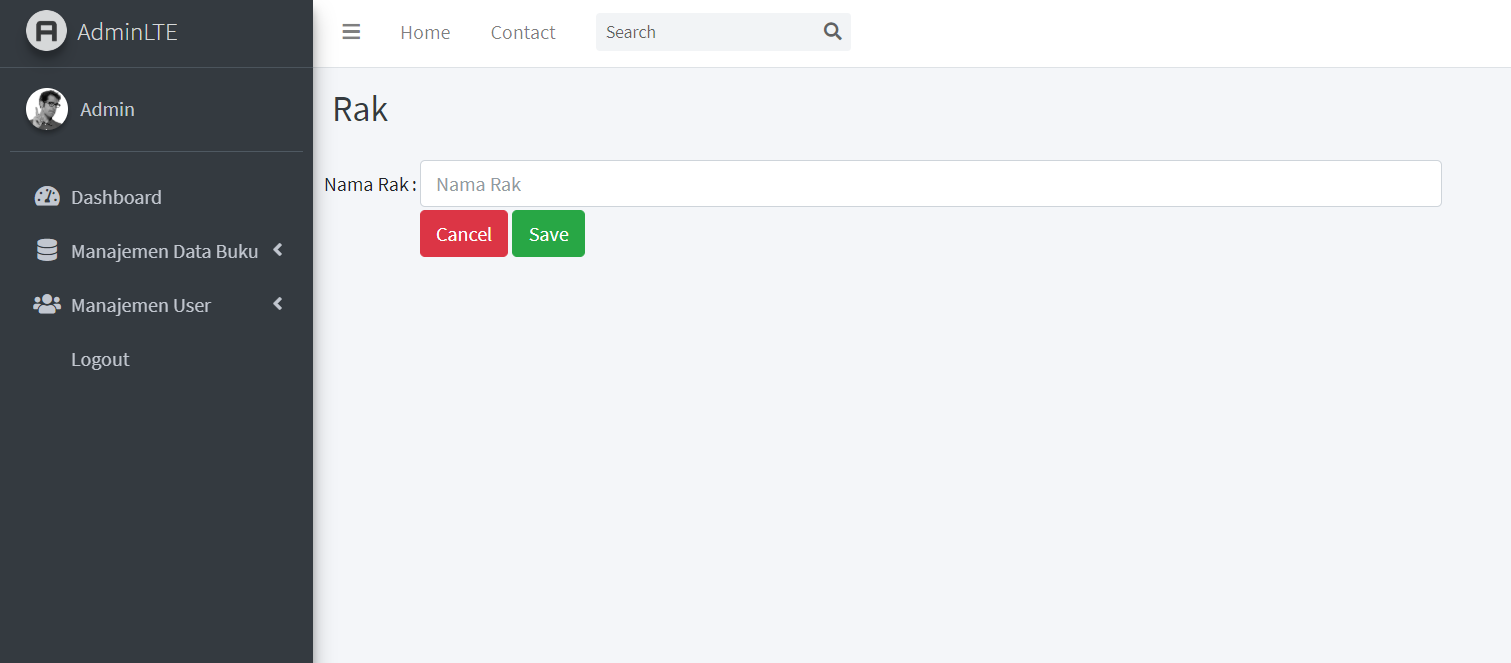 AdminLTE
Home Contact Search
Admin
Dashboard
Manajemen Data Buku
Manajemen User
Logout
Rak
Nama Rak : Nama Rak
Cancel Save